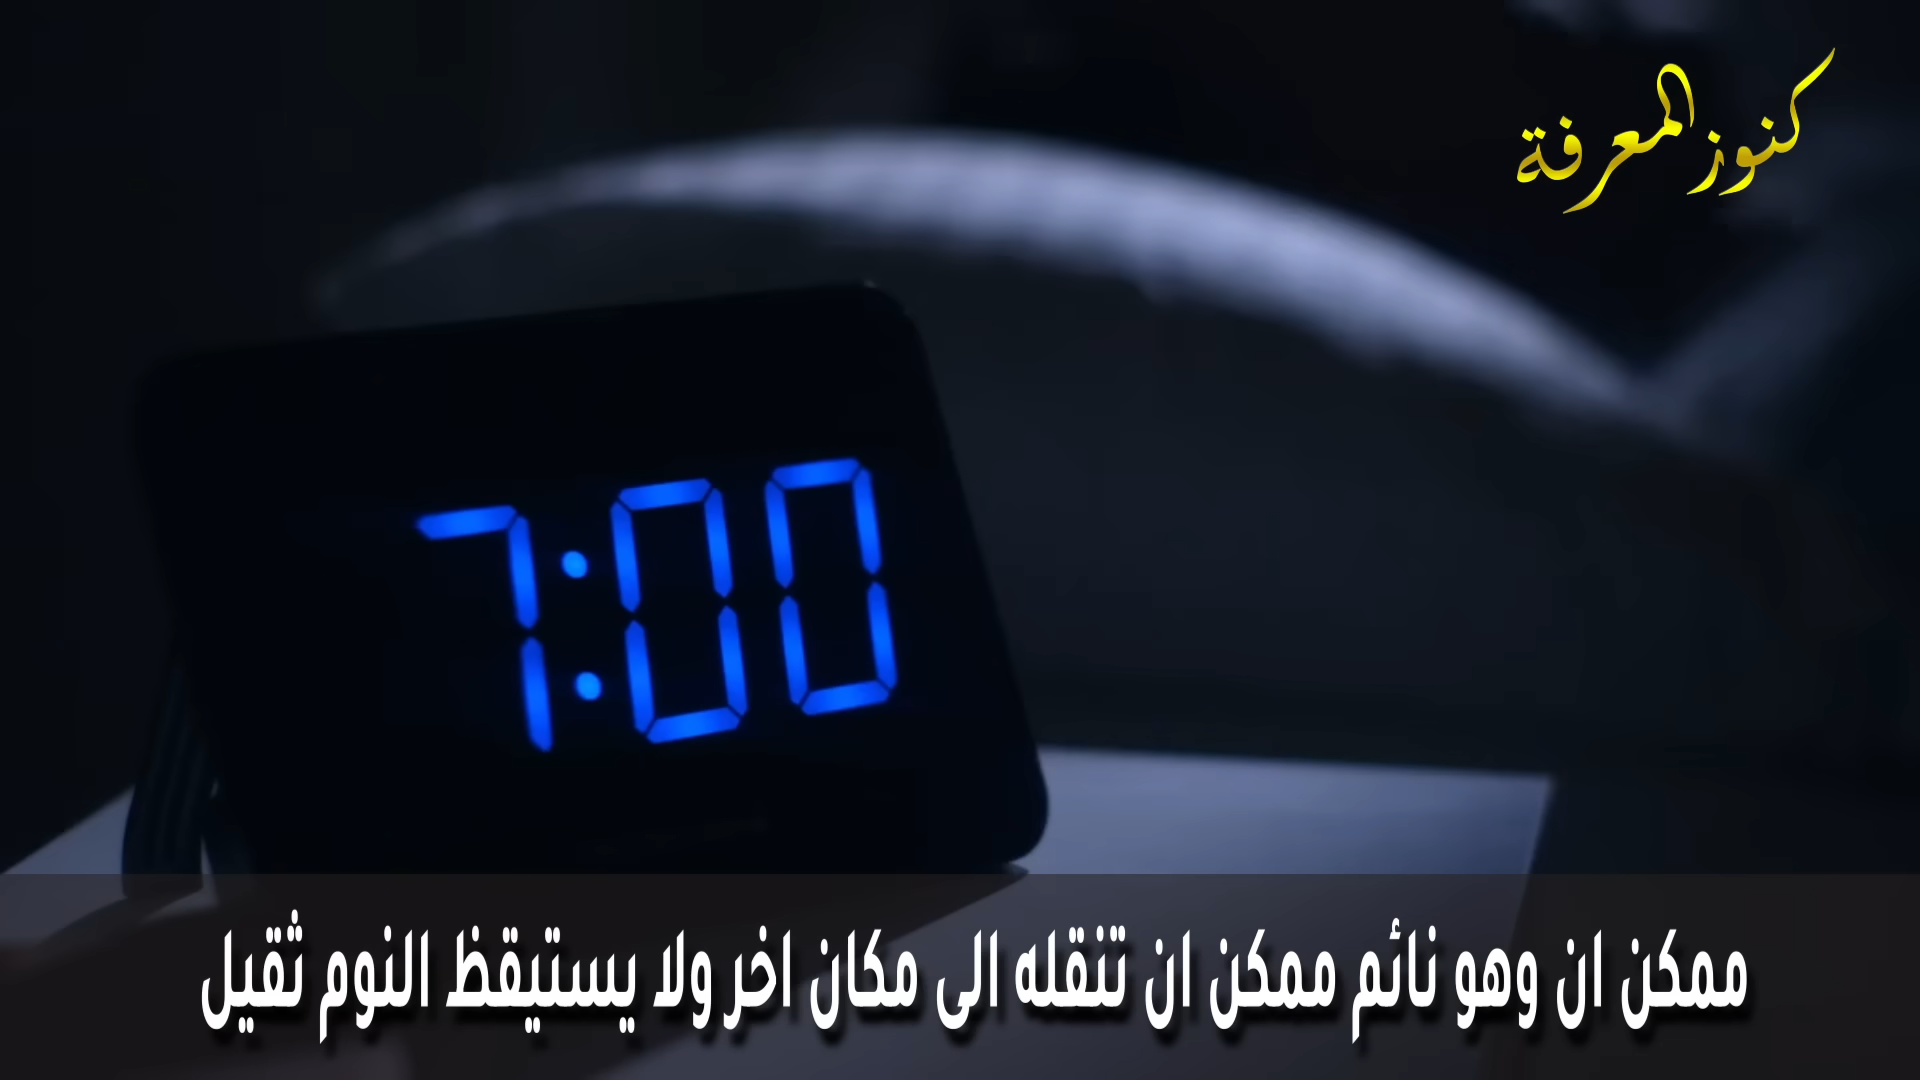 كنوز المعرفة
7:00
ممكن ان وهو نائم ممكن ان تنقله الى مكان اخر ولا يستيقظ النوم ثقيل